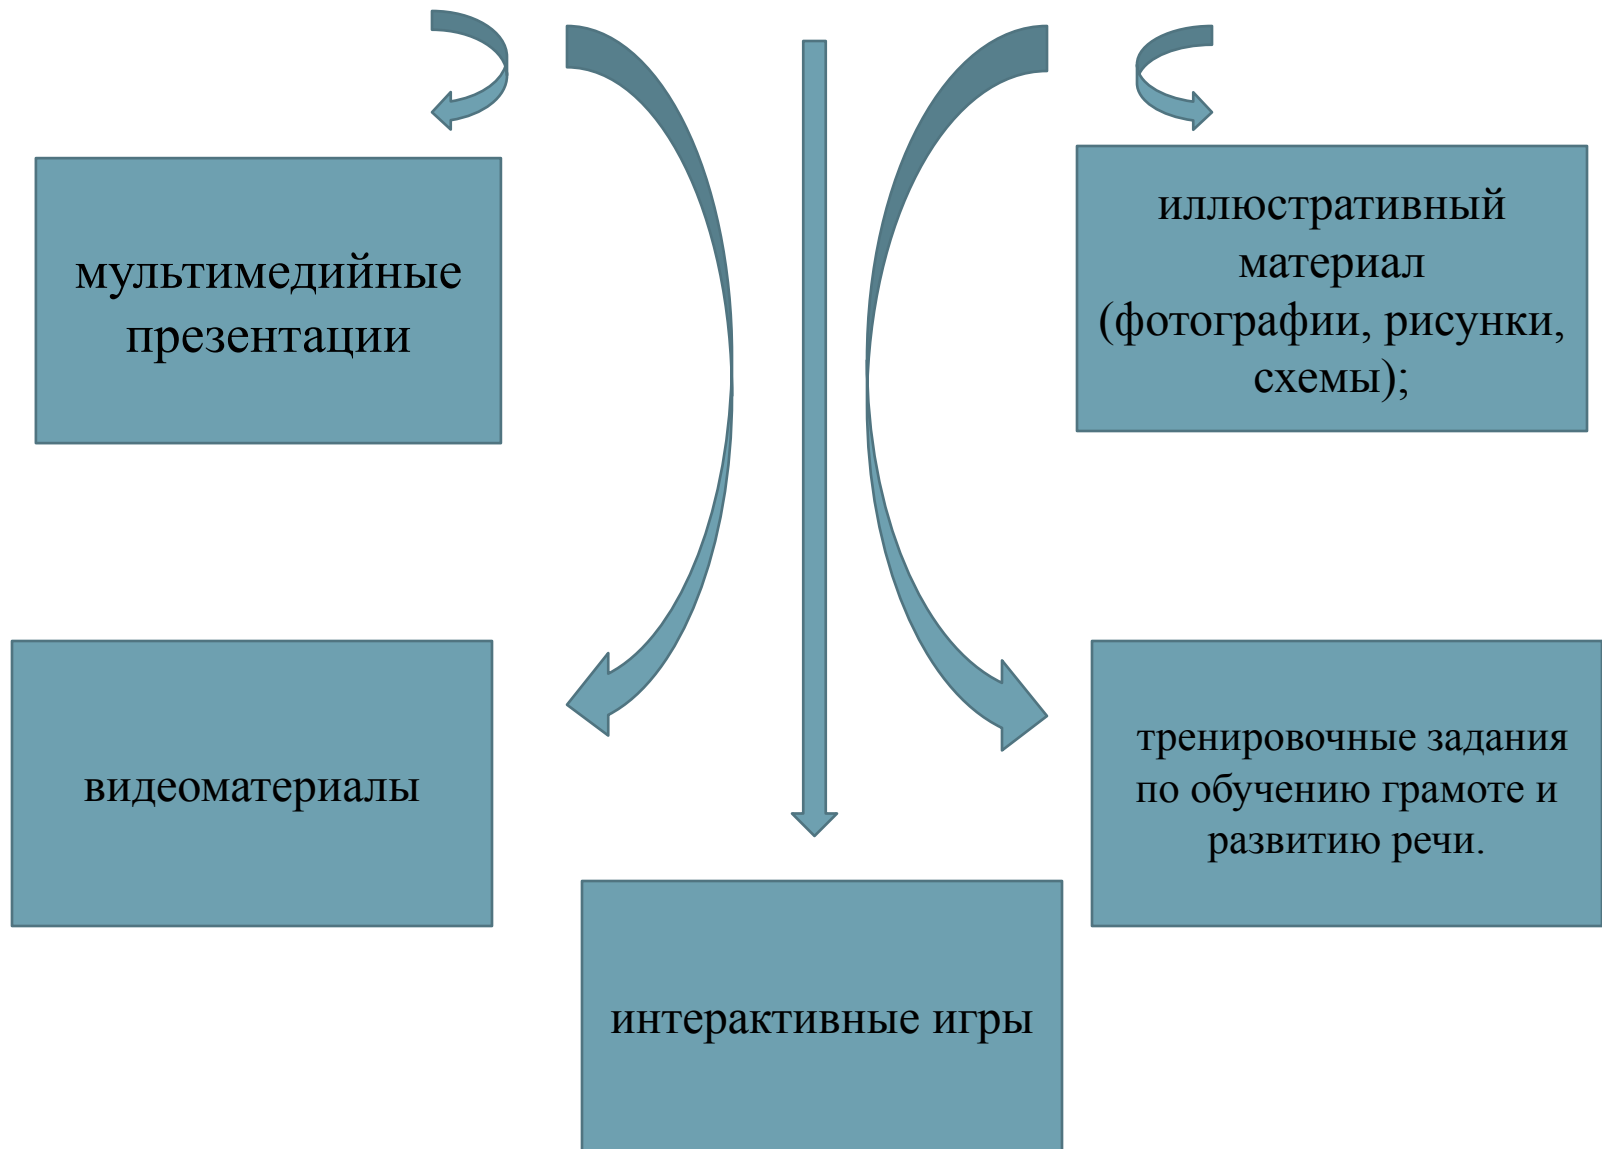 мультимедийные
презентации
иллюстративный
материал
(фотографии, рисунки,
схемы);
видеоматериалы
тренировочные задания
по обучению грамоте и
развитию речи.
интерактивные игры